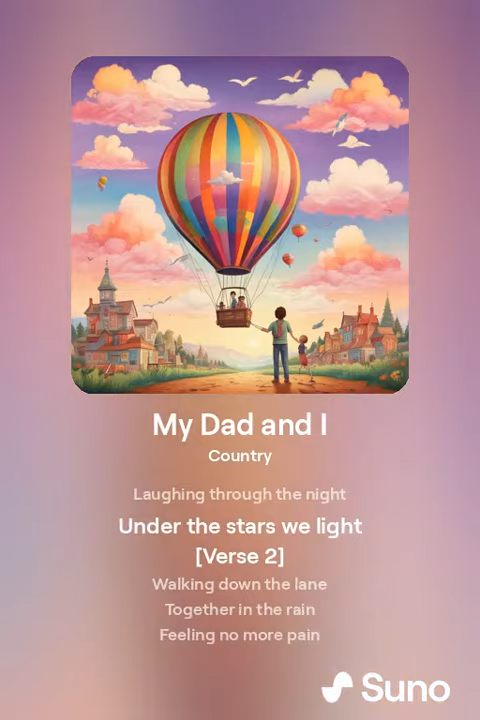 My Dad and I
Country
Laughing through the night
Under the stars we light
[Verse 2]
Walking down the lane
Together in the rain
Feeling no more pain
Suno